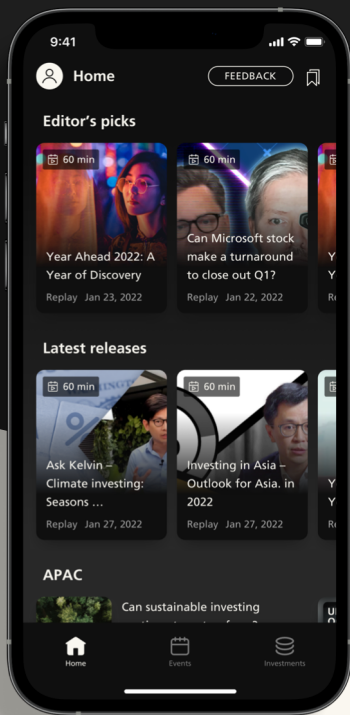 9:41
Home
FEEDBACK
Editor's picks
60 min
60 min
Year Ahead 2022: A
Year of Discovery
Replay Jan 23, 2022
Can Microsoft stock
make a turnaround
to close out Q1?
Replay Jan 22, 2022
Latest releases
60 min
60 min
Ask Kelvin –
Climate investing:
Seasons ...
Replay Jan 27, 2022
Investing in Asia –
Outlook for Asia. in
2022
Replay Jan 27, 2022
APAC
Can sustainable investing
Home
Events
Investments